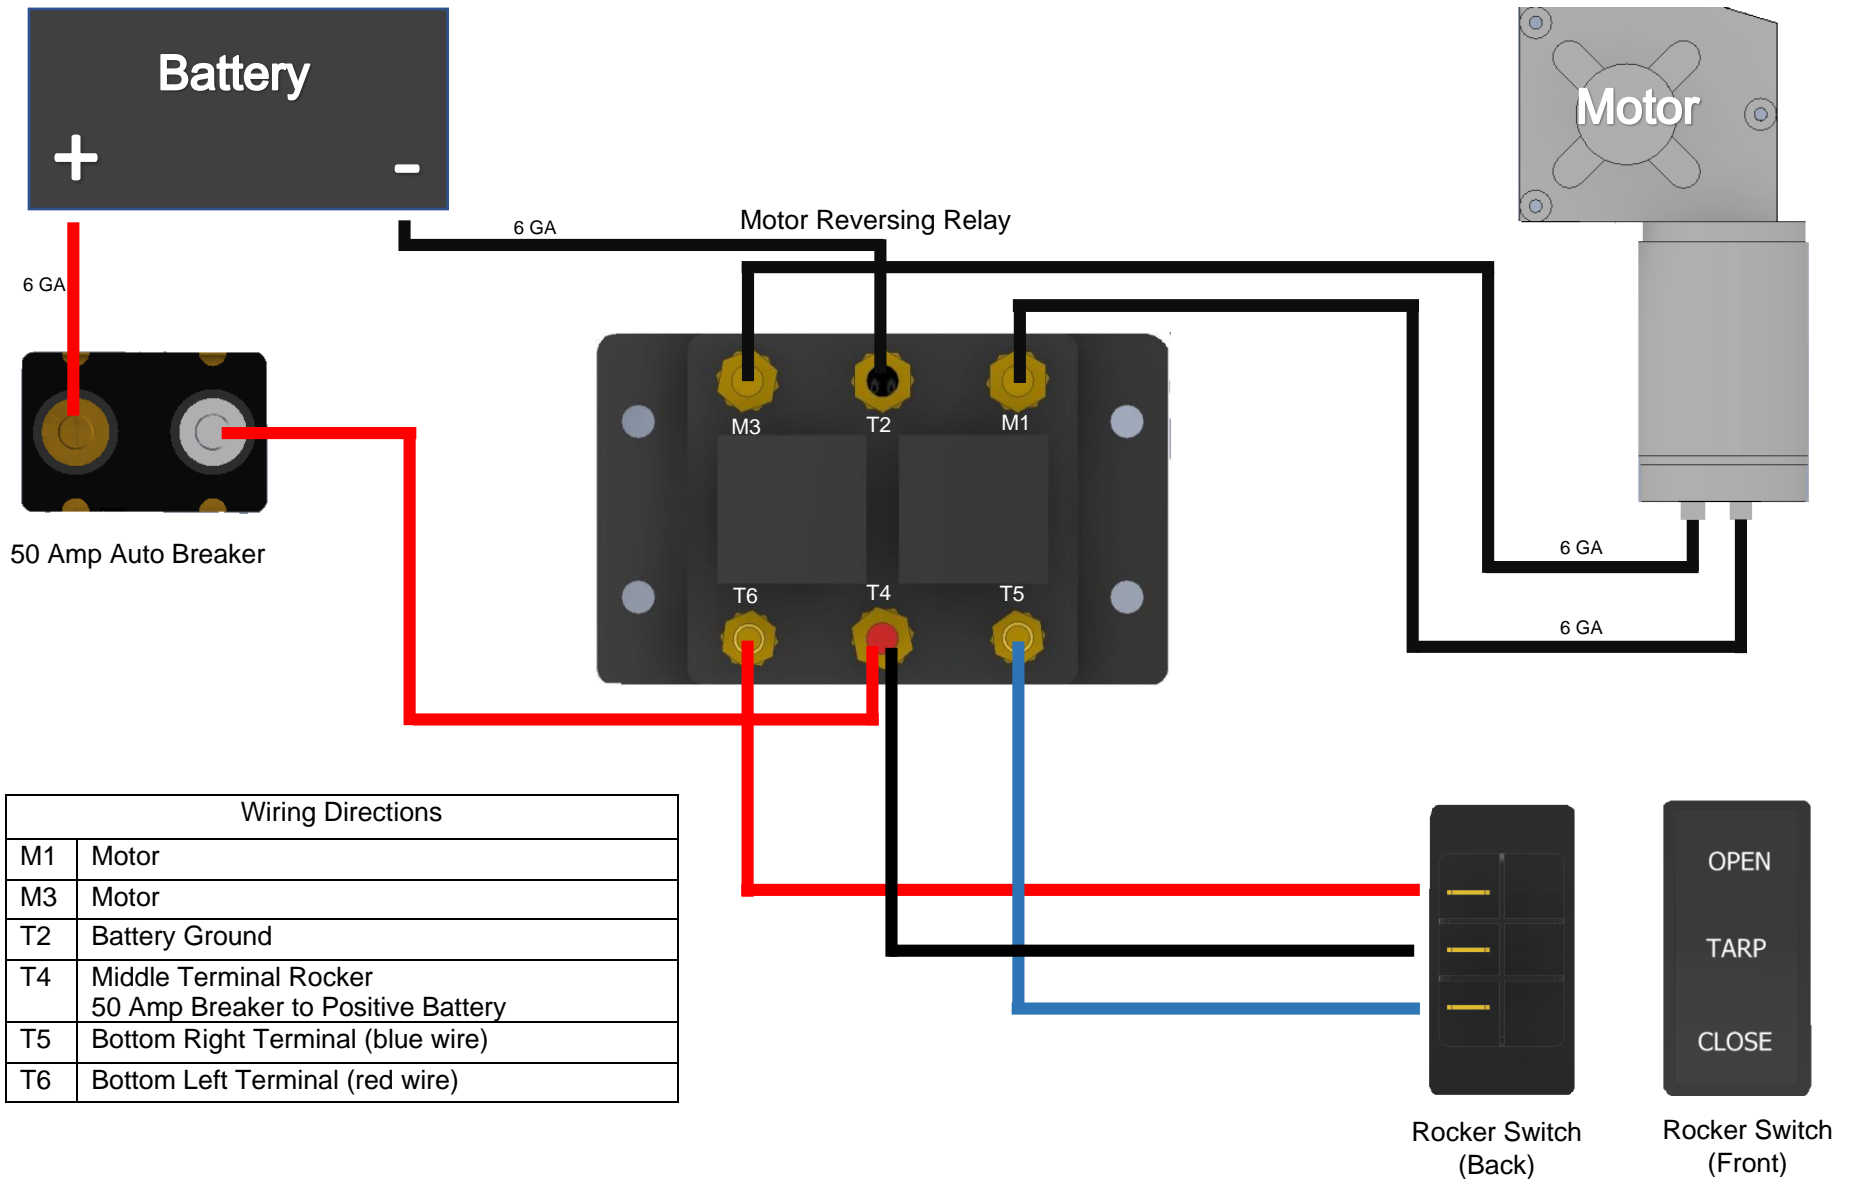 Battery
+
-
Motor
6 GA
Motor Reversing Relay
6 GA
M3
T2
M1
50 Amp Auto Breaker
6 GA
T6
T4
T5
6 GA
Wiring Directions
M1 Motor
M3 Motor
T2 Battery Ground
T4 Middle Terminal Rocker
50 Amp Breaker to Positive Battery
T5 Bottom Right Terminal (blue wire)
T6 Bottom Left Terminal (red wire)
OPEN
TARP
CLOSE
Rocker Switch
(Back)
Rocker Switch
(Front)